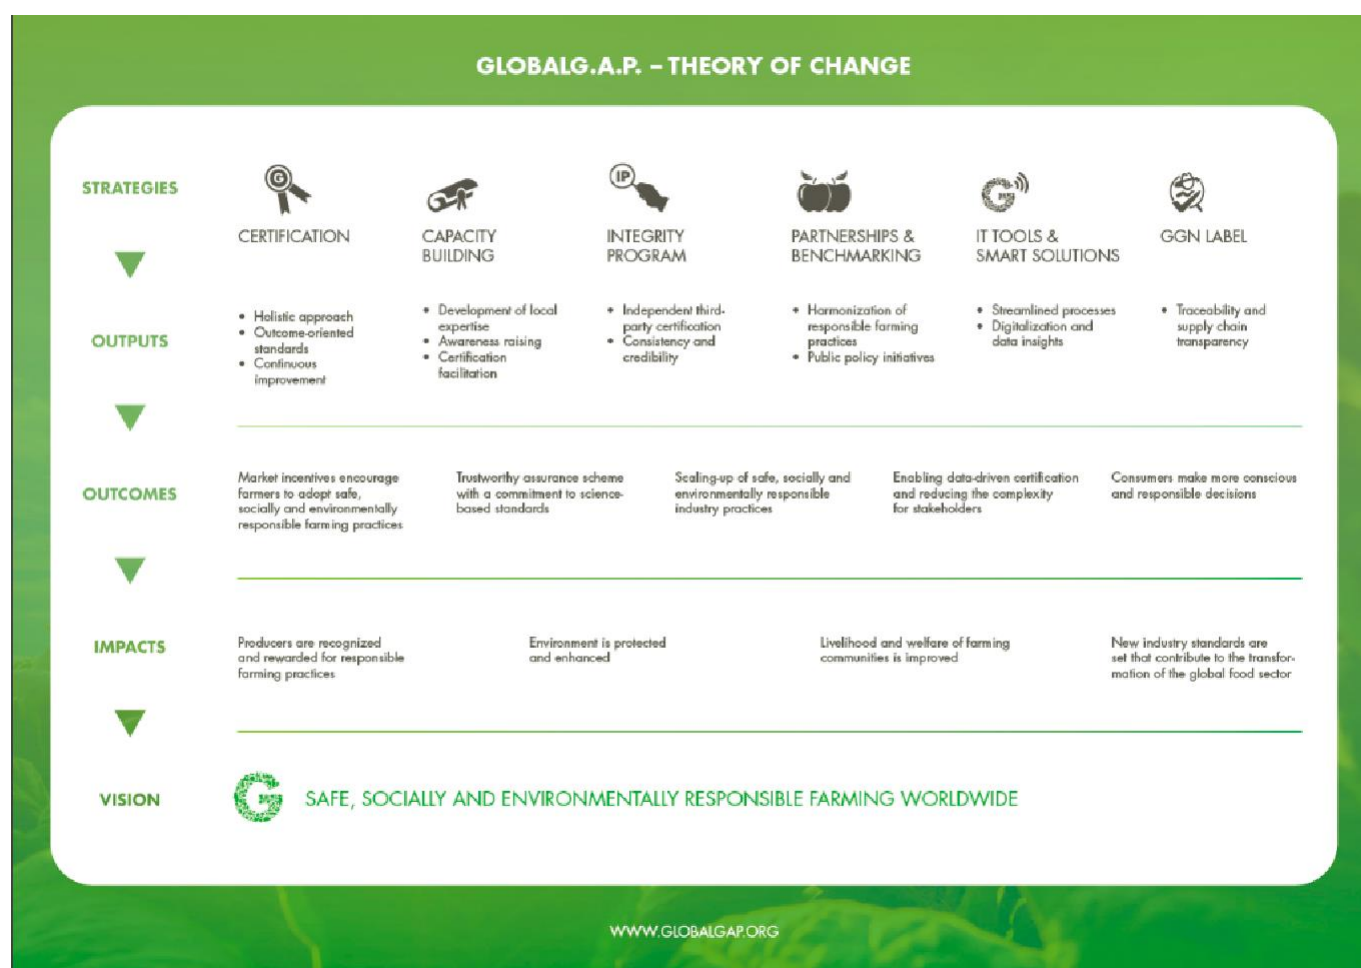 GLOBALG.A.P. – THEORY OF CHANGE
STRATEGIES
G
CERTIFICATION
CAPACITY
BUILDING
IP
INTEGRITY
PROGRAM
PARTNERSHIPS &
BENCHMARKING
G
IT TOOLS &
SMART SOLUTIONS
GGN LABEL
OUTPUTS
• Holistic approach
• Outcome-oriented
standards
• Continuous
improvement
• Development of local
expertise
• Awareness raising
• Certification
facilitation
• Independent third-
party certification
• Consistency and
credibility
• Harmonization of
responsible farming
practices
• Public policy initiatives
• Streamlined processes
• Digitalization and
data insights
• Traceability and
supply chain
transparency
OUTCOMES
Market incentives encourage
farmers to adopt safe,
socially and environmentally
responsible farming practices
Trustworthy assurance scheme
with a commitment to science-
based standards
Scaling-up of safe, socially and
environmentally responsible
industry practices
Enabling data-driven certification
and reducing the complexity
for stakeholders
Consumers make more conscious
and responsible decisions
IMPACTS
Producers are recognized
and rewarded for responsible
farming practices
Environment is protected
and enhanced
Livelihood and welfare of farming
communities is improved
New industry standards are
set that contribute to the transfor-
mation of the global food sector
VISION
G
SAFE, SOCIALLY AND ENVIRONMENTALLY RESPONSIBLE FARMING WORLDWIDE
WWW.GLOBALGAP.ORG